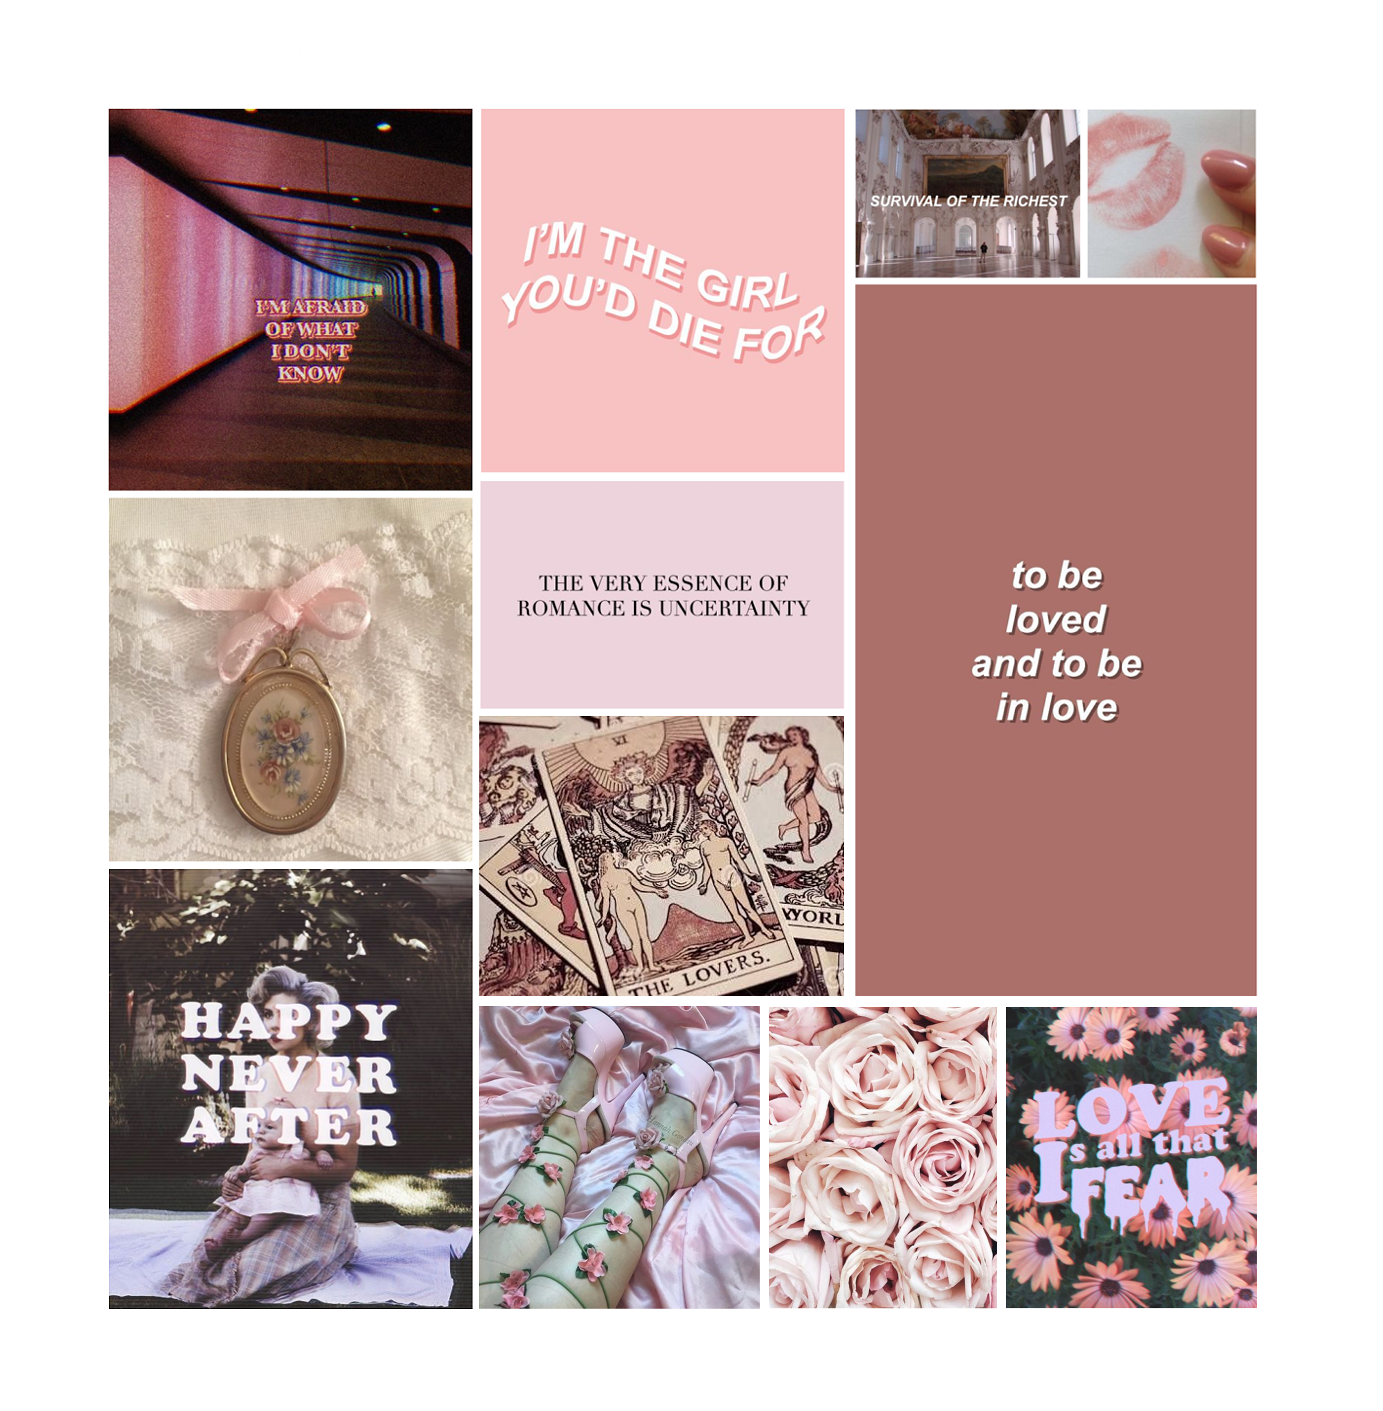 I'M AFRAID
OF WHAT
I DON'T
KNOW
I'M THE GIRL
YOU'D DIE FOR
SURVIVAL OF THE RICHEST
THE VERY ESSENCE OF
ROMANCE IS UNCERTAINTY
to be
loved
and to be
in love
VI
THE LOVERS.
WORL
HAPPY
NEVER
AFTER
LOVE
Is all that
FEAR